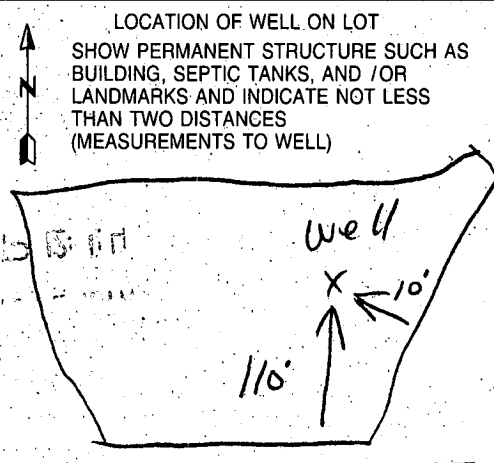 LOCATION OF WELL ON LOT
N
SHOW PERMANENT STRUCTURE SUCH AS
BUILDING, SEPTIC TANKS, AND / OR
LANDMARKS AND INDICATE NOT LESS
THAN TWO DISTANCES
(MEASUREMENTS TO WELL)
well
X
10'
110'